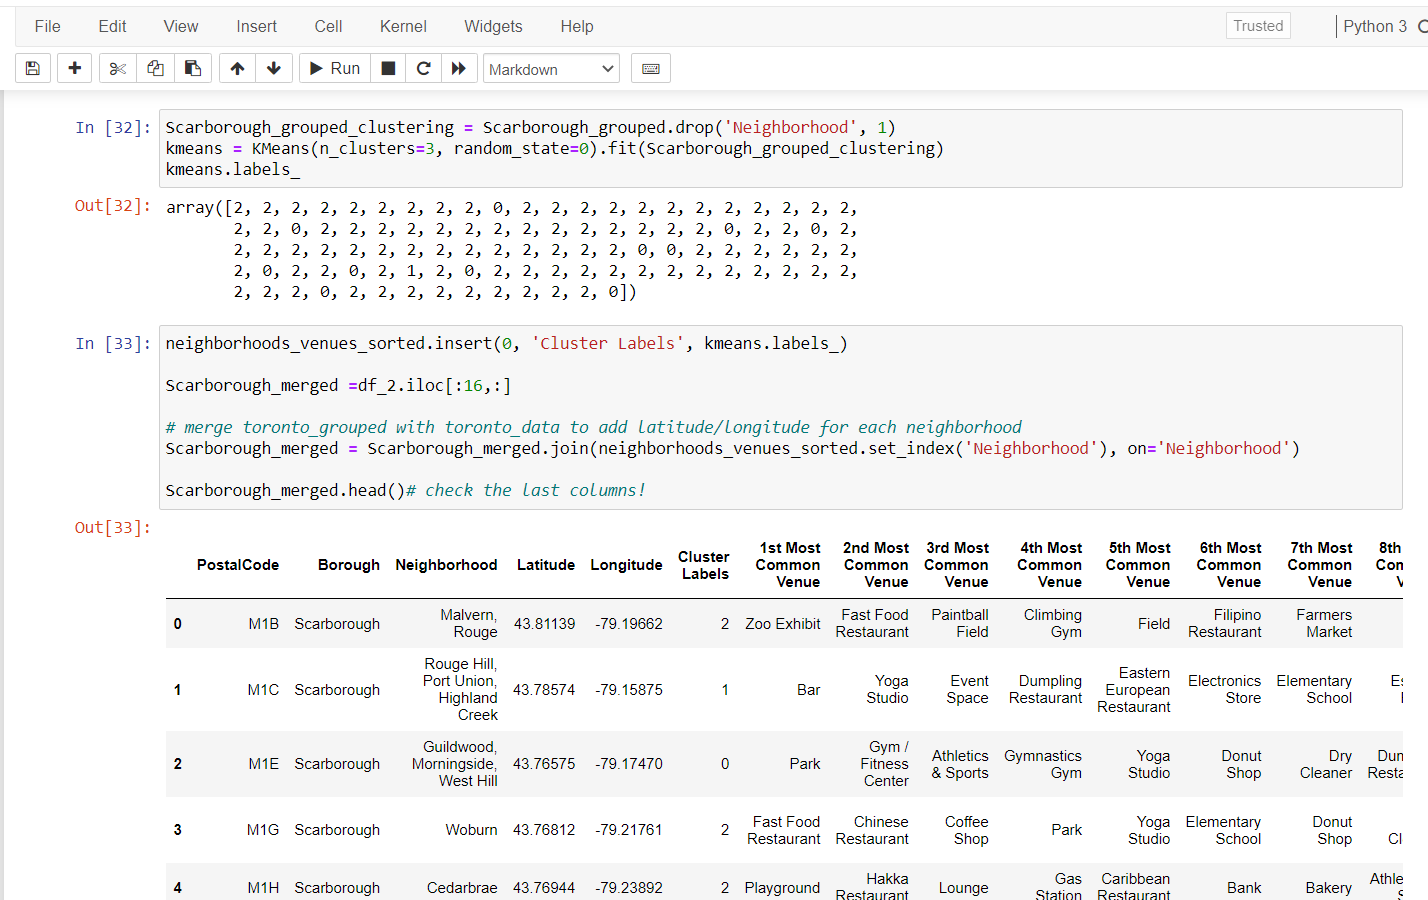 File Edit View Insert Cell Kernel Widgets Help Trusted Python 3
Run Markdown
In [32]: Scarborough_grouped_clustering = Scarborough_grouped.drop('Neighborhood', 1)
kmeans = KMeans(n_clusters=3, random_state=0).fit(Scarborough_grouped_clustering)
kmeans.labels_
Out[32]: array([2, 2, 2, 2, 2, 2, 2, 2, 2, 0, 2, 2, 2, 2, 2, 2, 2, 2, 2, 2, 2, 2,
2, 2, 0, 2, 2, 2, 2, 2, 2, 2, 2, 2, 2, 2, 2, 0, 2, 2, 0, 2,
2, 2, 2, 2, 2, 2, 2, 2, 2, 2, 2, 2, 2, 2, 0, 0, 2, 2, 2, 2, 2, 2,
2, 0, 2, 2, 0, 2, 1, 2, 0, 2, 2, 2, 2, 2, 2, 2, 2, 2, 2, 2, 2, 2,
2, 2, 2, 0, 2, 2, 2, 2, 2, 2, 2, 2, 2, 0])
In [33]: neighborhoods_venues_sorted.insert(0, 'Cluster Labels', kmeans.labels_)
Scarborough_merged =df_2.iloc[:16,:]
# merge toronto_grouped with toronto_data to add latitude/longitude for each neighborhood
Scarborough_merged = Scarborough_merged.join(neighborhoods_venues_sorted.set_index('Neighborhood'), on='Neighborhood')
Scarborough_merged.head()# check the last columns!
Out[33]:
1st Most 2nd Most 3rd Most 4th Most 5th Most 6th Most 7th Most 8th
PostalCode Borough Neighborhood Latitude Longitude Cluster Labels Common Common Common Common Common Common Common
Venue Venue Venue Venue Venue Venue Venue
Malvern, Fast Food Paintball Climbing Filipino Farmers
0 M1B Scarborough 43.81139 -79.19662 2 Zoo Exhibit Field
Rouge Restaurant Field Gym Restaurant Market
Rouge Hill,
Port Union, Yoga Event Dumpling Eastern Electronics Elementary
1 M1C Scarborough 43.78574 -79.15875 1 Bar European
Highland Studio Space Restaurant Restaurant Store School
Creek
Guildwood, Gym / Athletics Gymnastics Yoga Donut Dry
2 M1E Scarborough Morningside, 43.76575 -79.17470 0 Park Fitness
West Hill Center & Sports Gym Studio Shop Cleaner
Fast Food Chinese Coffee Yoga Elementary Donut
3 M1G Scarborough Woburn 43.76812 -79.21761 2 Park
Restaurant Restaurant Shop Studio School Shop
Hakka Gas Caribbean
4 M1H Scarborough Cedarbrae 43.76944 -79.23892 2 Playground Lounge Bank Bakery
Restaurant Station Restaurant